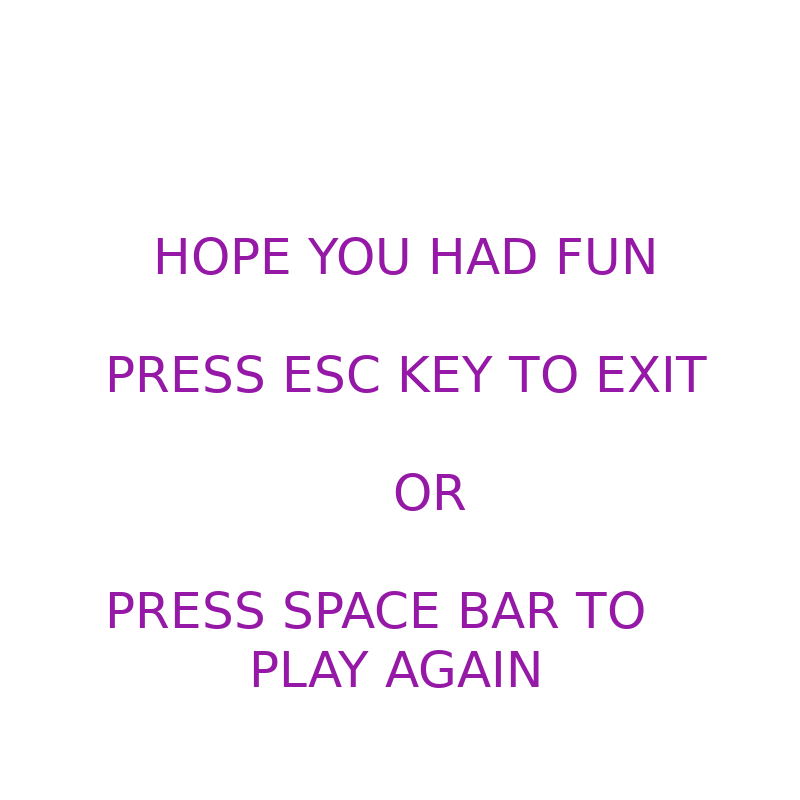 HOPE YOU HAD FUN
PRESS ESC KEY TO EXIT
OR
PRESS SPACE BAR TO
PLAY AGAIN